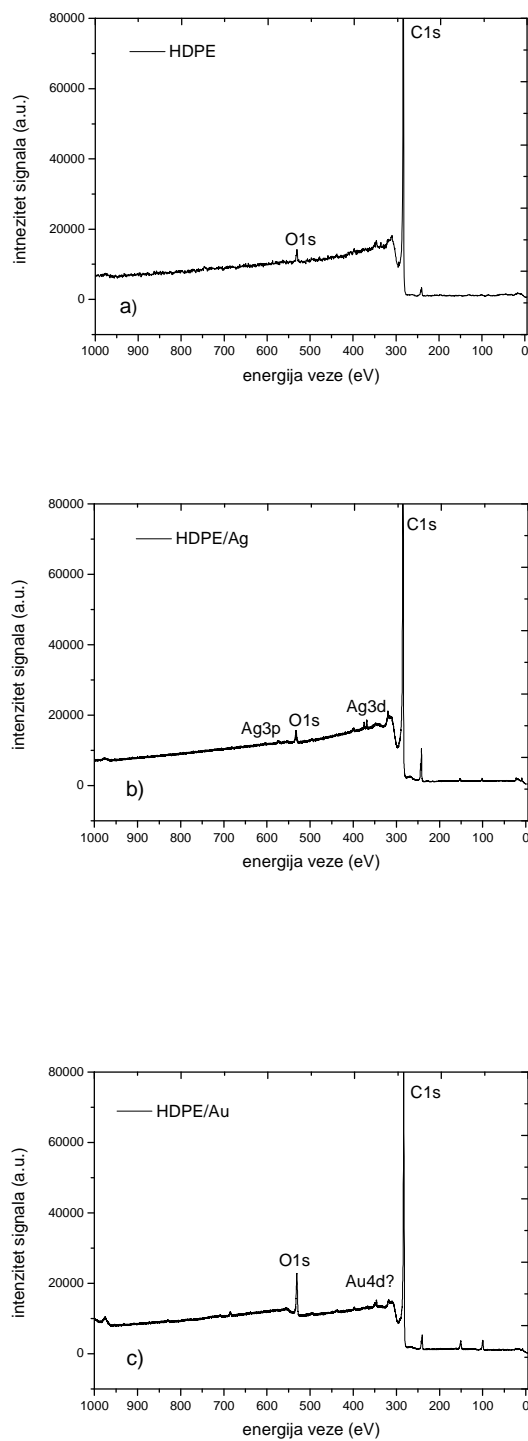 80000
C1s
HDPE
60000
40000
20000
O1s
0
a)
intnezitet signala (a.u.)
1000 900 800 700 600 500 400 300 200 100 0
energija veze (eV)
80000
C1s
HDPE/Ag
60000
40000
20000
Ag3p O1s Ag3d
0
b)
intenzitet signala (a.u.)
1000 900 800 700 600 500 400 300 200 100 0
energija veze (eV)
80000
C1s
HDPE/Au
60000
40000
O1s
20000
Au4d?
0
c)
intenzitet signala (a.u.)
1000 900 800 700 600 500 400 300 200 100 0
energija veze (eV)